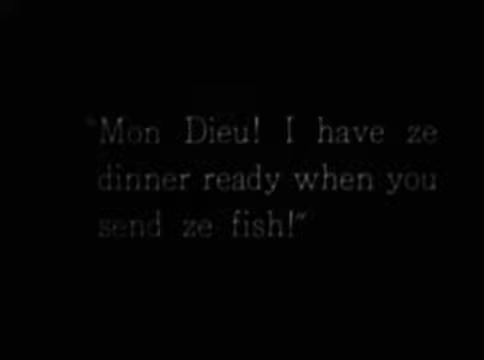 "Mon Dieu! I have ze
dinner ready when you
send ze fish!"